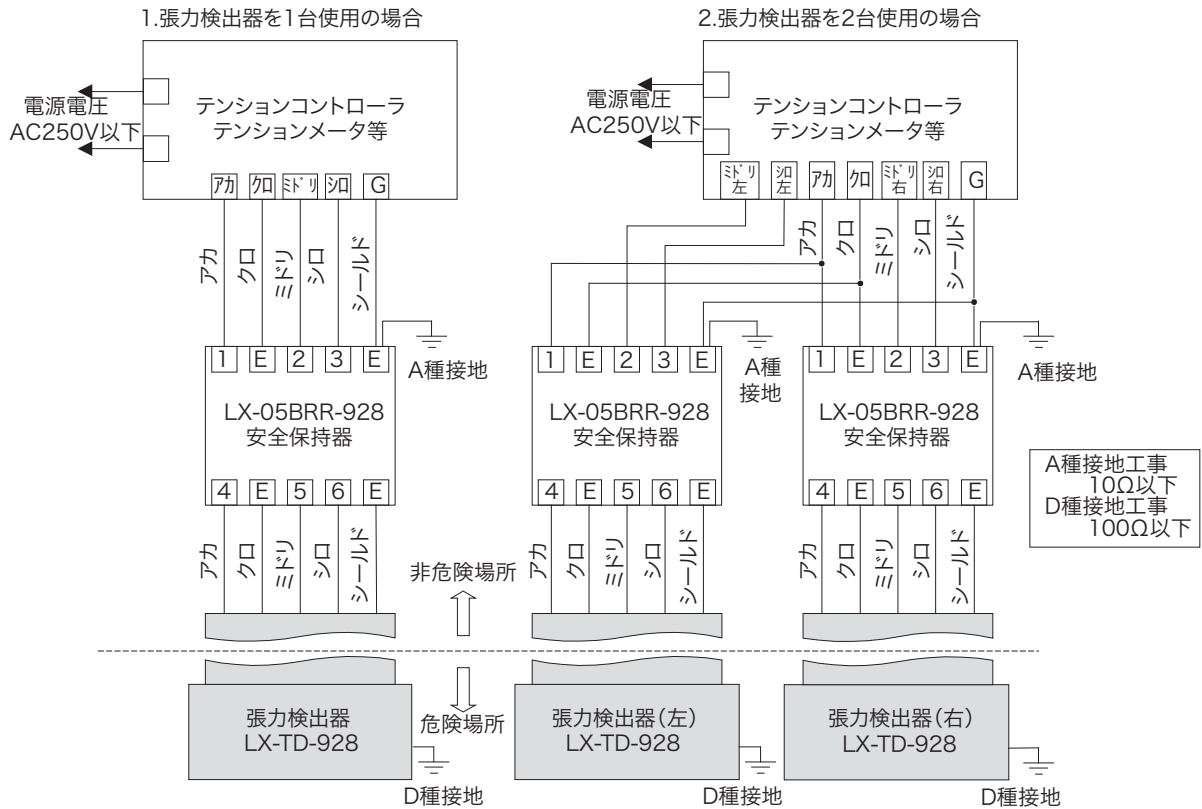 1.張力検出器を1台使用の場合
電源電圧
AC250V以下
テンションコントローラ
テンションメータ等
アカ
クロ
ミドリ
シロ
G
アカ
クロ
ミドリ
シロ
シールド
1
E
2
3
E
A種接地
LX-05BRR-928
安全保持器
4
E
5
6
E
アカ
クロ
ミドリ
シロ
シールド
張力検出器
LX-TD-928
D種接地
非危険場所
危険場所
2.張力検出器を2台使用の場合
電源電圧
AC250V以下
テンションコントローラ
テンションメータ等
ミドリ
左
シロ
左
アカ
クロ
ミドリ
右
シロ
右
G
アカ
クロ
ミドリ
シロ
シールド
1
E
2
3
E
A種
接地
LX-05BRR-928
安全保持器
4
E
5
6
E
アカ
クロ
ミドリ
シロ
シールド
張力検出器(左)
LX-TD-928
D種接地
1
E
2
3
E
A種接地
LX-05BRR-928
安全保持器
4
E
5
6
E
アカ
クロ
ミドリ
シロ
シールド
張力検出器(右)
LX-TD-928
D種接地
A種接地工事
10Ω以下
D種接地工事
100Ω以下